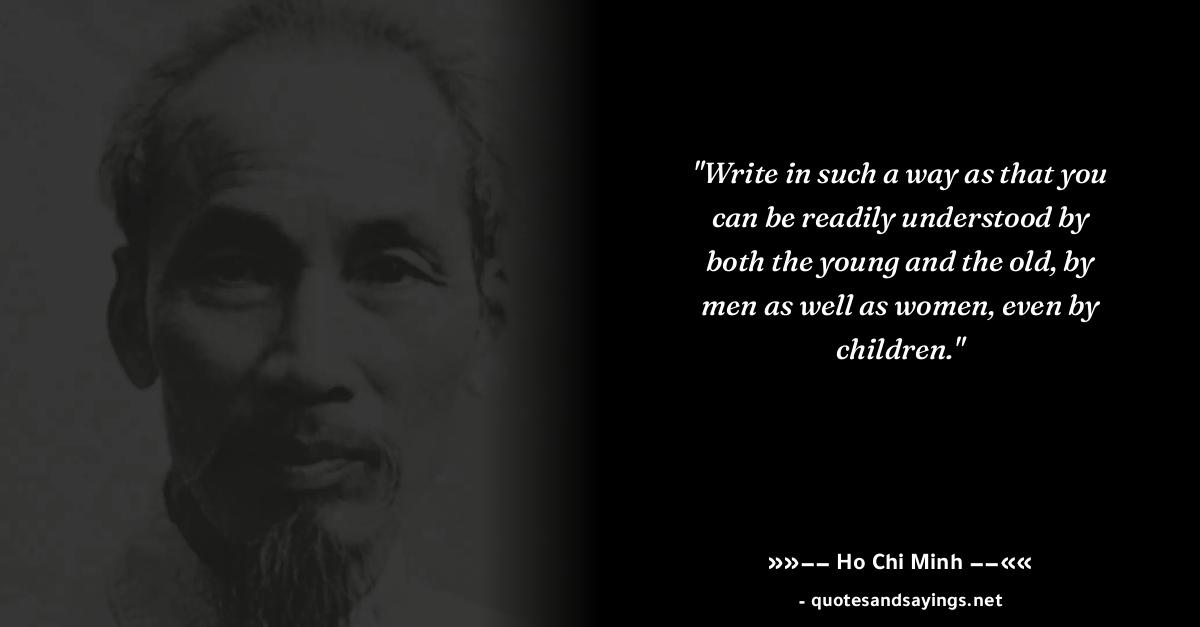 "Write in such a way as that you
can be readily understood by
both the young and the old, by
men as well as women, even by
children."
»»−− Ho Chi Minh −−««
- quotesandsayings.net